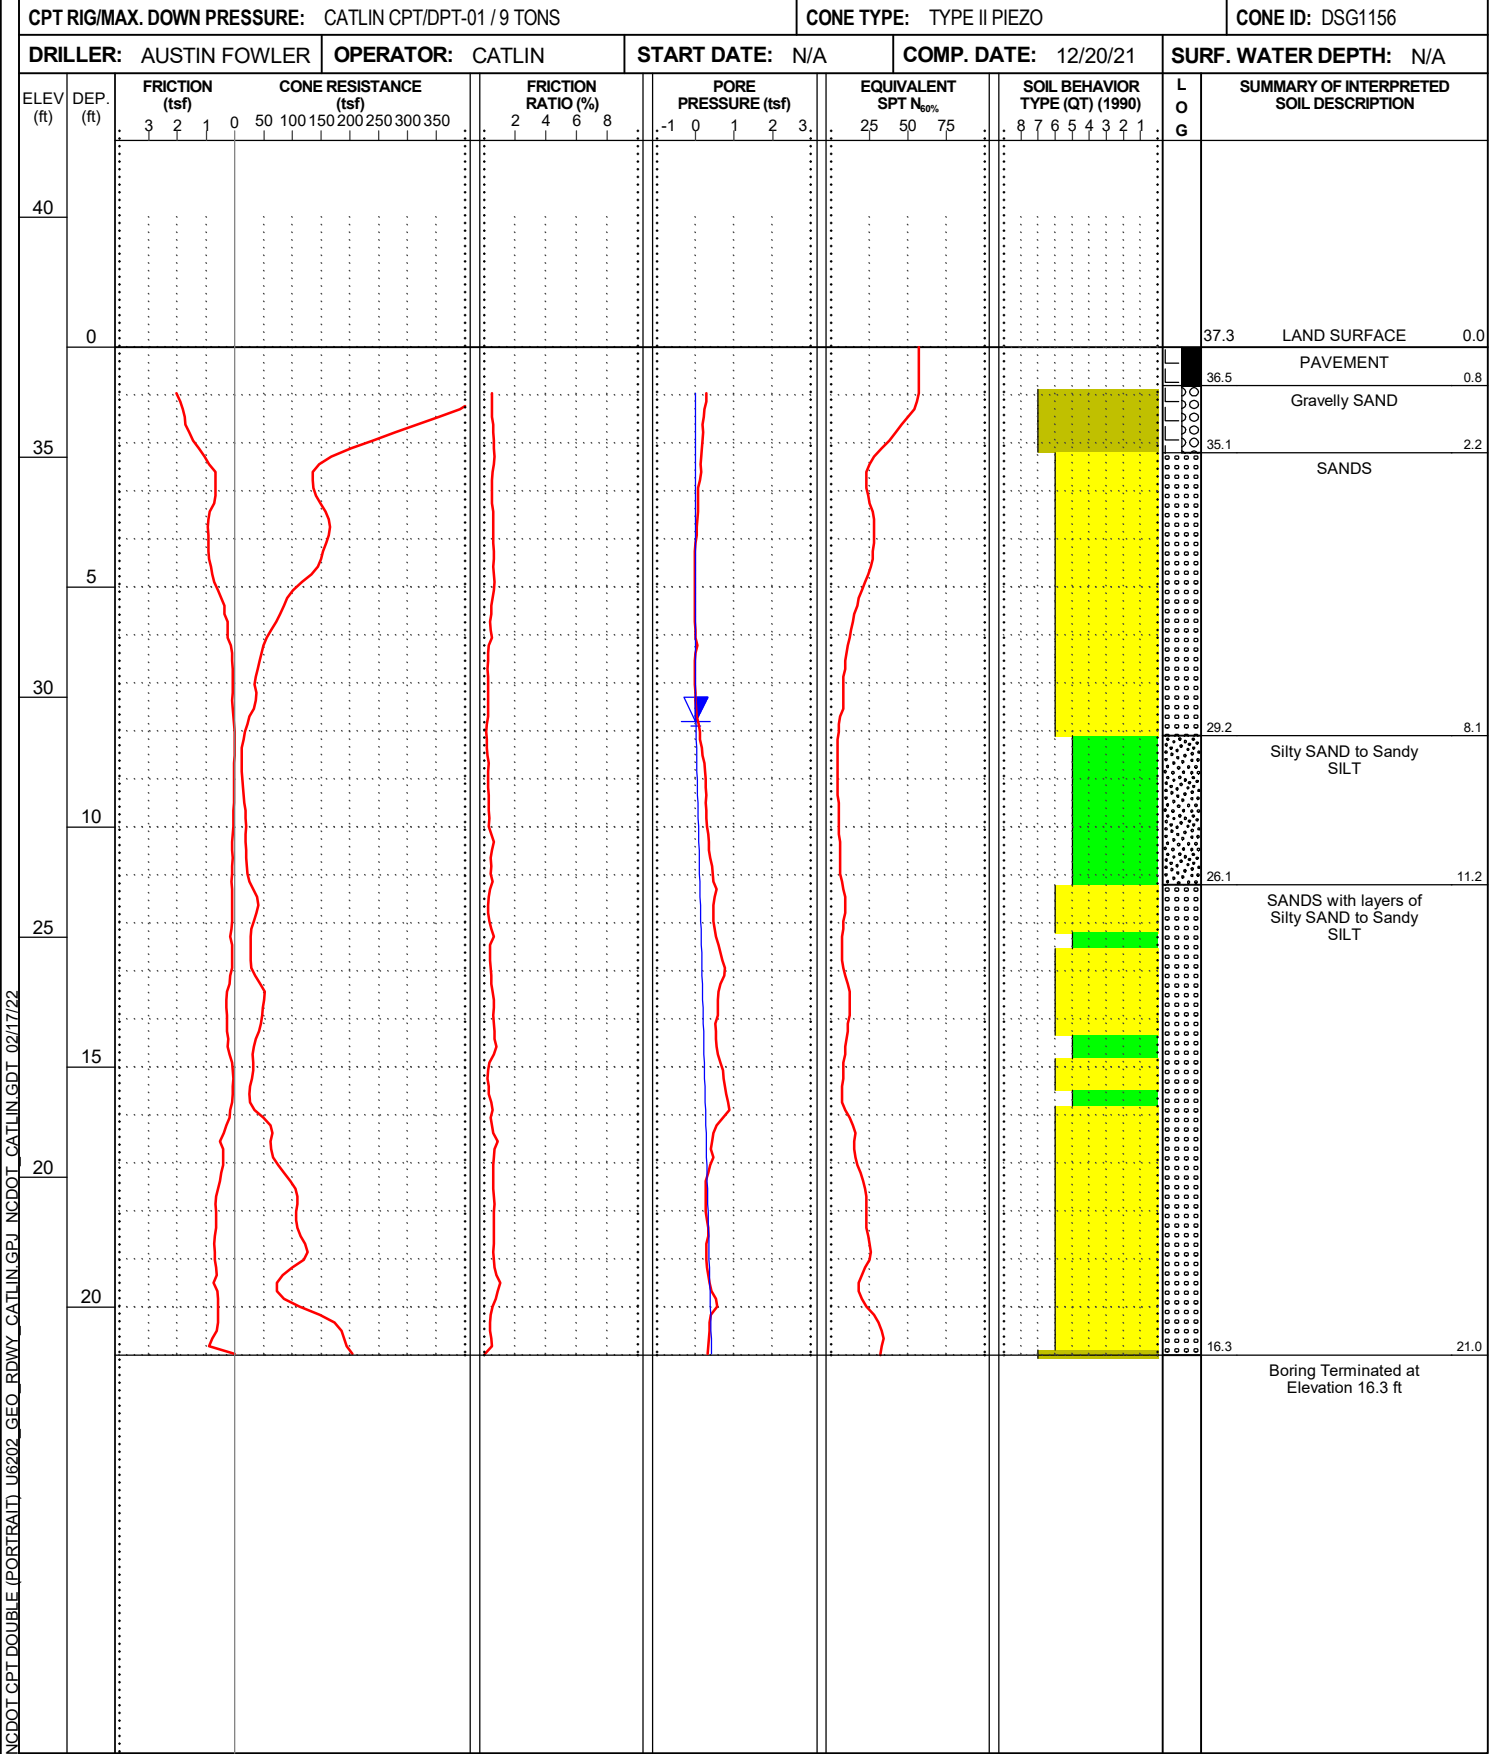 CPT RIG/MAX. DOWN PRESSURE: CATLIN CPT/DPT-01 / 9 TONS CONE TYPE: TYPE II PIEZO CONE ID: DSG1156
DRILLER: AUSTIN FOWLER OPERATOR: CATLIN START DATE: N/A COMP. DATE: 12/20/21 SURF. WATER DEPTH: N/A
ELEV (ft)
DEP. (ft)
FRICTION (tsf)
3 2 1 0
CONE RESISTANCE (tsf)
50 100 150 200 250 300 350
FRICTION RATIO (%)
2 4 6 8
PORE PRESSURE (tsf)
-1 0 1 2 3
EQUIVALENT SPT N60%
25 50 75
SOIL BEHAVIOR TYPE (QT) (1990)
8 7 6 5 4 3 2 1
L O G
SUMMARY OF INTERPRETED SOIL DESCRIPTION
40
0
37.3 LAND SURFACE 0.0
PAVEMENT
36.5 0.8
Gravelly SAND
35.1 2.2
35
SANDS
5
30
29.2 8.1
Silty SAND to Sandy
SILT
10
26.1 11.2
SANDS with layers of
Silty SAND to Sandy
SILT
25
15
20
20
16.3 21.0
Boring Terminated at
Elevation 16.3 ft
NCDOT CPT DOUBLE (PORTRAIT) U6202_GEO_RDWY_CATLIN.GPJ NCDOT_CATLIN.GDT 02/17/22